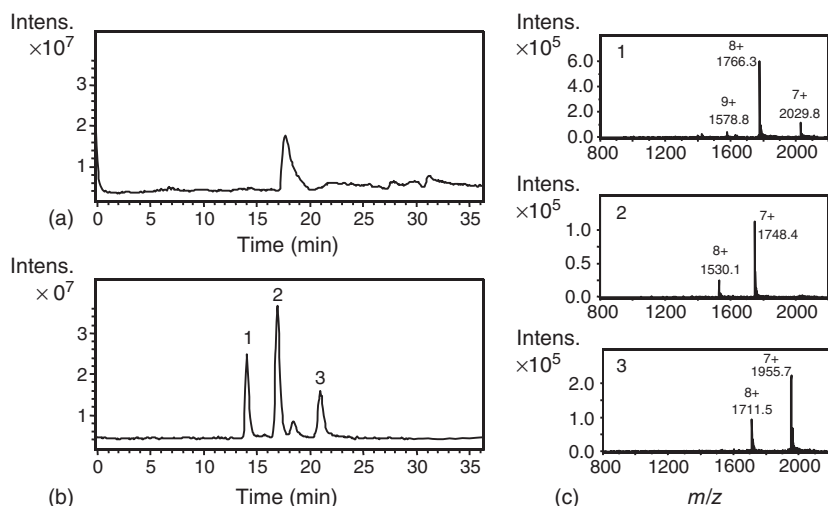 Intens.
×10⁷
3
2
1
0 5 10 15 20 25 30 35
(a)
Time (min)
Intens.
× 10⁷
3
2
1
1
2
3
0 5 10 15 20 25 30 35
(b)
Time (min)
(c)
Intens.
×10⁵
1
6.0
4.0
2.0
0.0
8+
1766.3
9+
1578.8
7+
2029.8
800 1200 1600 2000
Intens.
×10⁵
2
1.0
0.5
0.0
8+
1530.1
7+
1748.4
800 1200 1600 2000
Intens.
×10⁵
3
2.0
1.0
0.0
7+
1955.7
8+
1711.5
800 1200 1600 2000
m/z